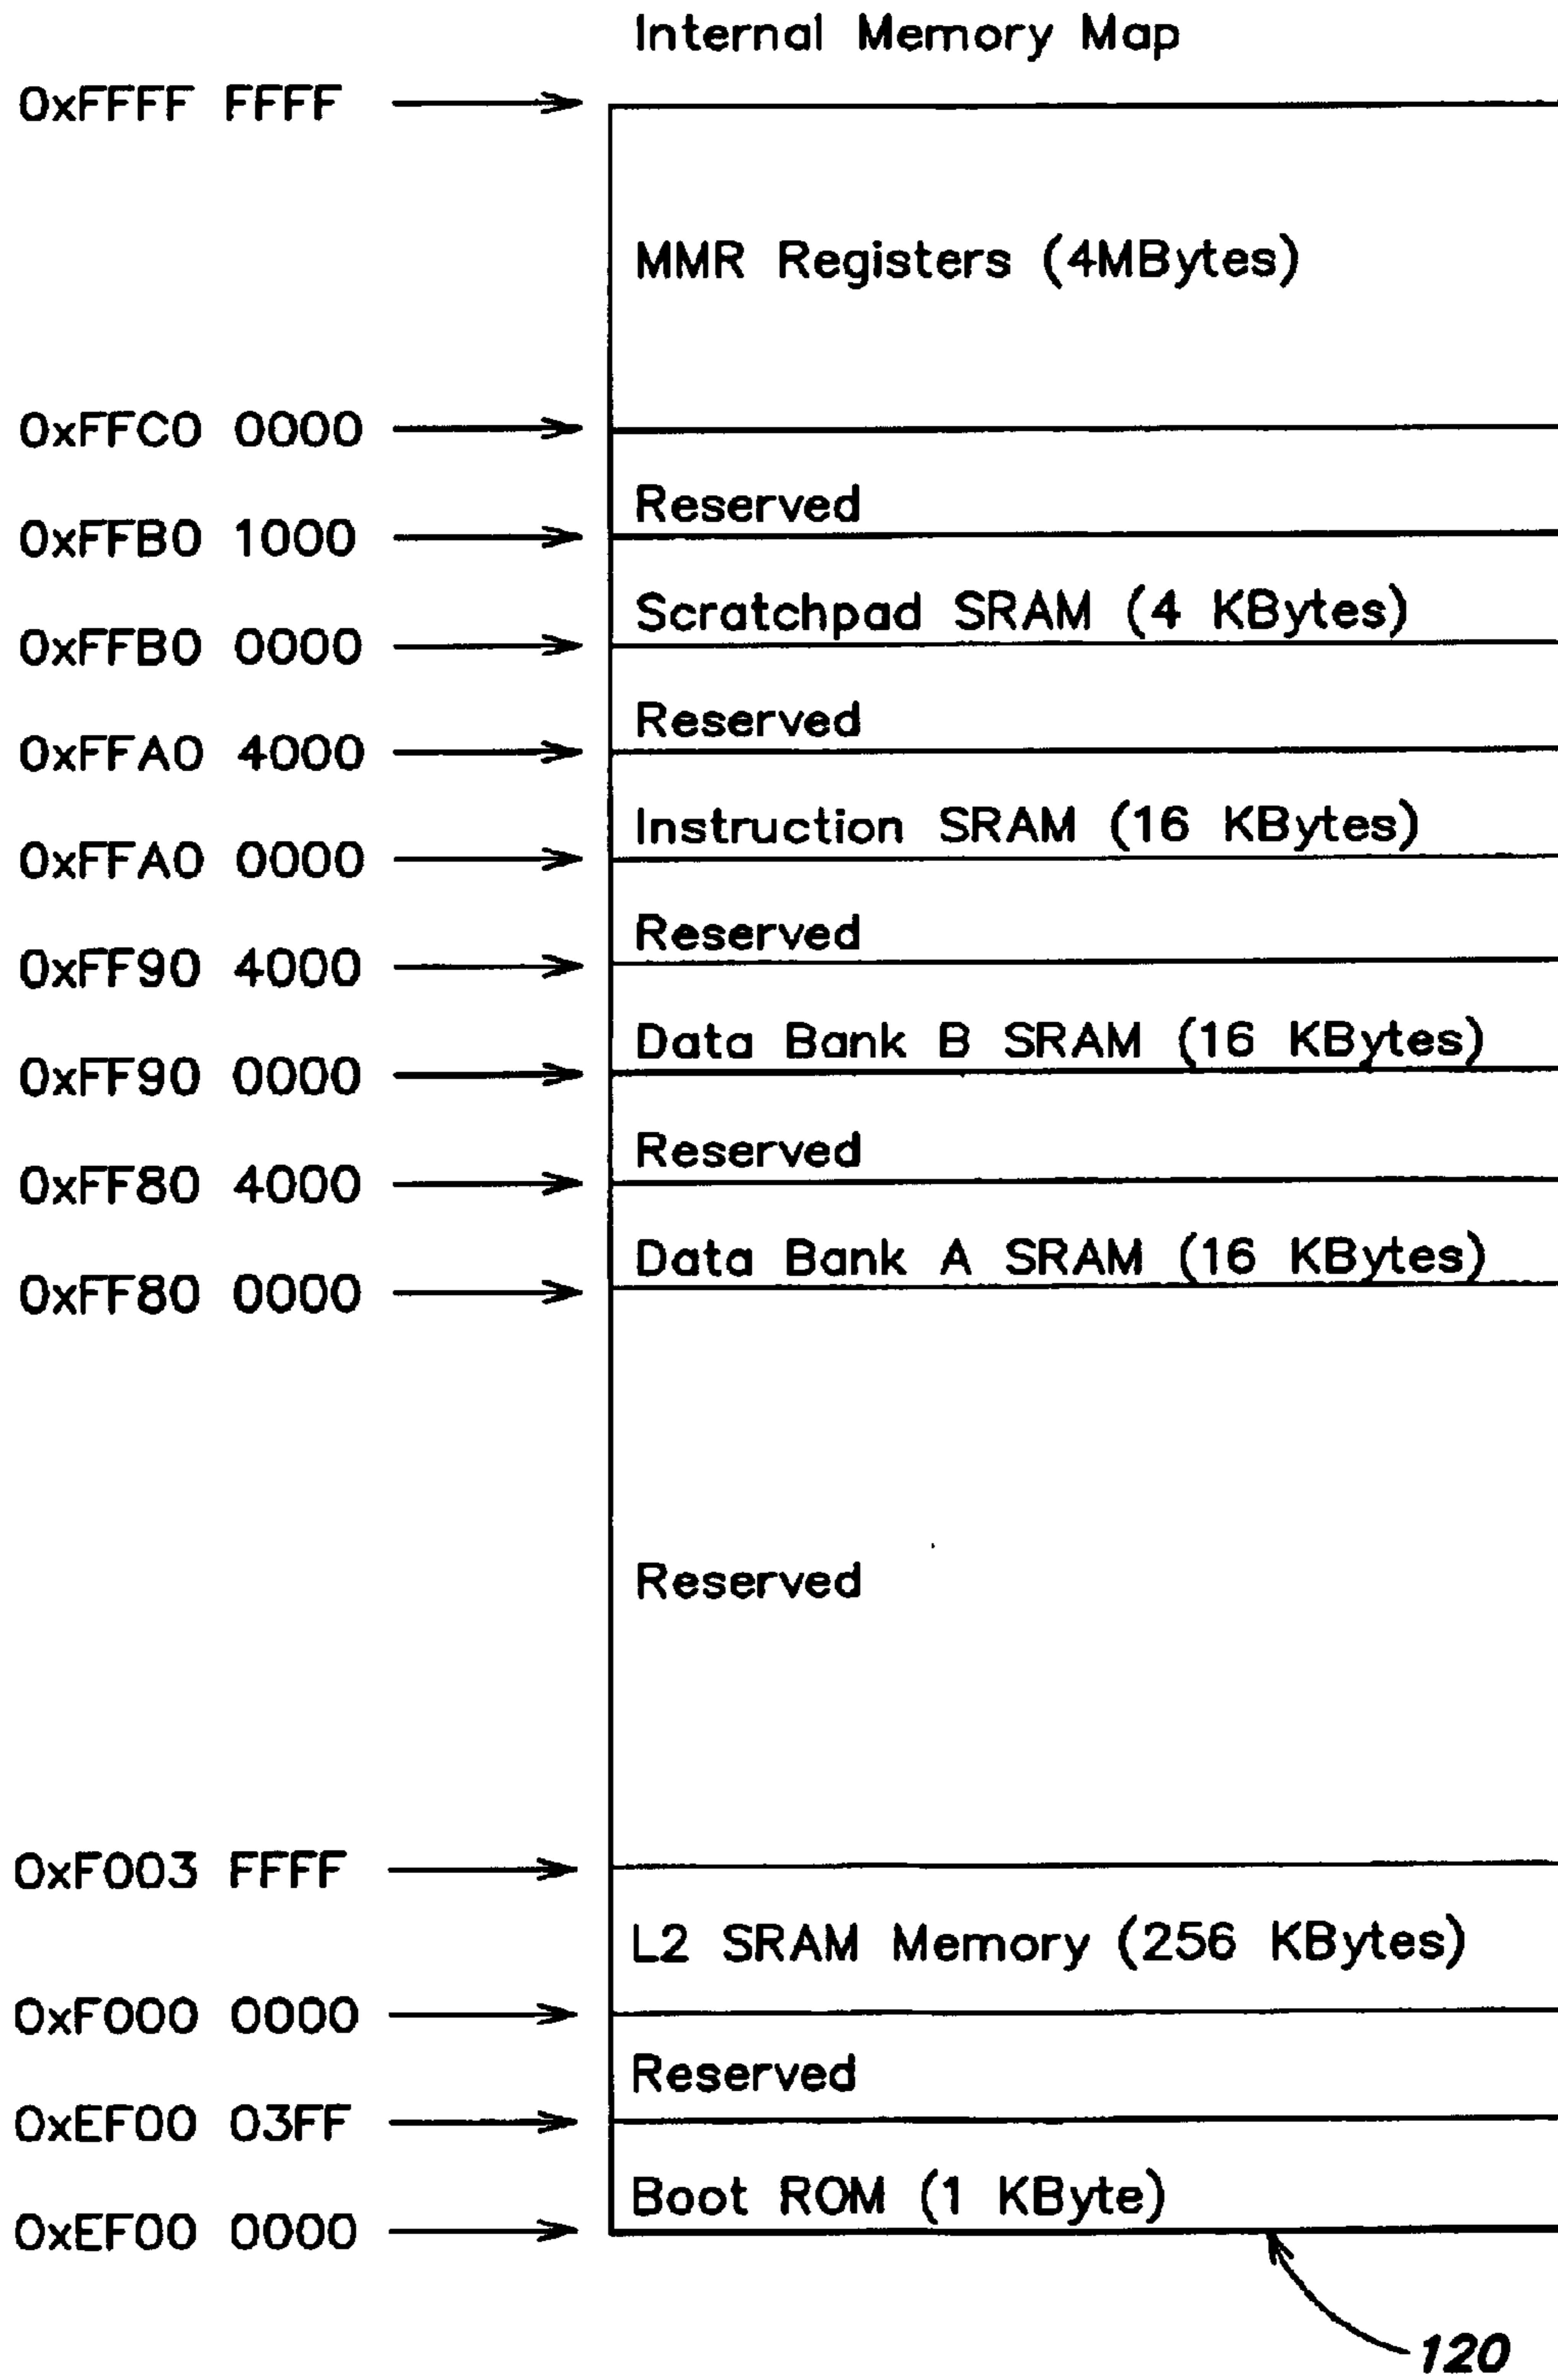 Internal Memory Map
0xFFFF FFFF
MMR Registers (4MBytes)
0xFFC0 0000
Reserved
0xFFB0 1000
Scratchpad SRAM (4 KBytes)
0xFFB0 0000
Reserved
0xFFA0 4000
Instruction SRAM (16 KBytes)
0xFFA0 0000
Reserved
0xFF90 4000
Data Bank B SRAM (16 KBytes)
0xFF90 0000
Reserved
0xFF80 4000
Data Bank A SRAM (16 KBytes)
0xFF80 0000
Reserved
0xF003 FFFF
L2 SRAM Memory (256 KBytes)
0xF000 0000
Reserved
0xEF00 03FF
Boot ROM (1 KByte)
0xEF00 0000
120